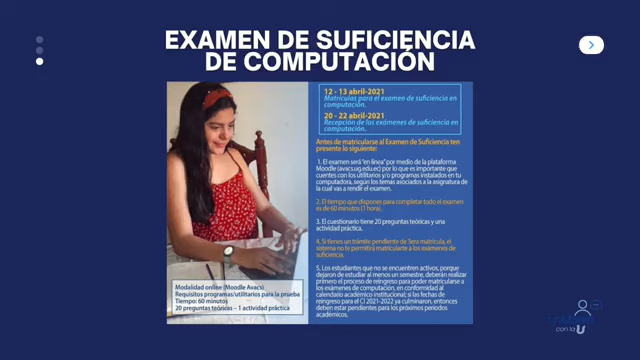 EXAMEN DE SUFICIENCIA
DE COMPUTACIÓN
12 - 13 abril-2021
Matrículas para el examen de suficiencia en
computación.
20 - 22 abril-2021
Recepción de los exámenes de suficiencia en
computación.
Antes de matricularse al Examen de Suficiencia ten
presente lo siguiente:
1. El examen será "en línea" por medio de la plataforma
Moodle (avacs.ug.edu.ec) por lo que es importante que
cuentes con los utilitarios y/o programas instalados en tu
computadora, según los temas asociados a la asignatura de
la cual vas a rendir el examen.
2. El tiempo que dispones para completar todo el examen
es de 60 minutos (1 hora).
3. El cuestionario tiene 20 preguntas teóricas y una
actividad práctica.
4. Si tienes un trámite pendiente de 3era matrícula, el
sistema no te permitirá matricularte a los exámenes de
suficiencia.
5. Los estudiantes que no se encuentren activos, porque
dejaron de estudiar al menos un semestre, deberán realizar
primero el proceso de reingreso para poder matricularse a
los exámenes de computación, en conformidad al
calendario académico institucional; si las fechas de
reingreso para el CI 2021-2022 ya culminaron, entonces
deben estar pendientes para los próximos periodos
académicos.
Modalidad online (Moodle Avacs)
Requisitos programas/utilitarios para la prueba
Tiempo: 60 minutos
20 preguntas teóricas – 1 actividad práctica
con la U